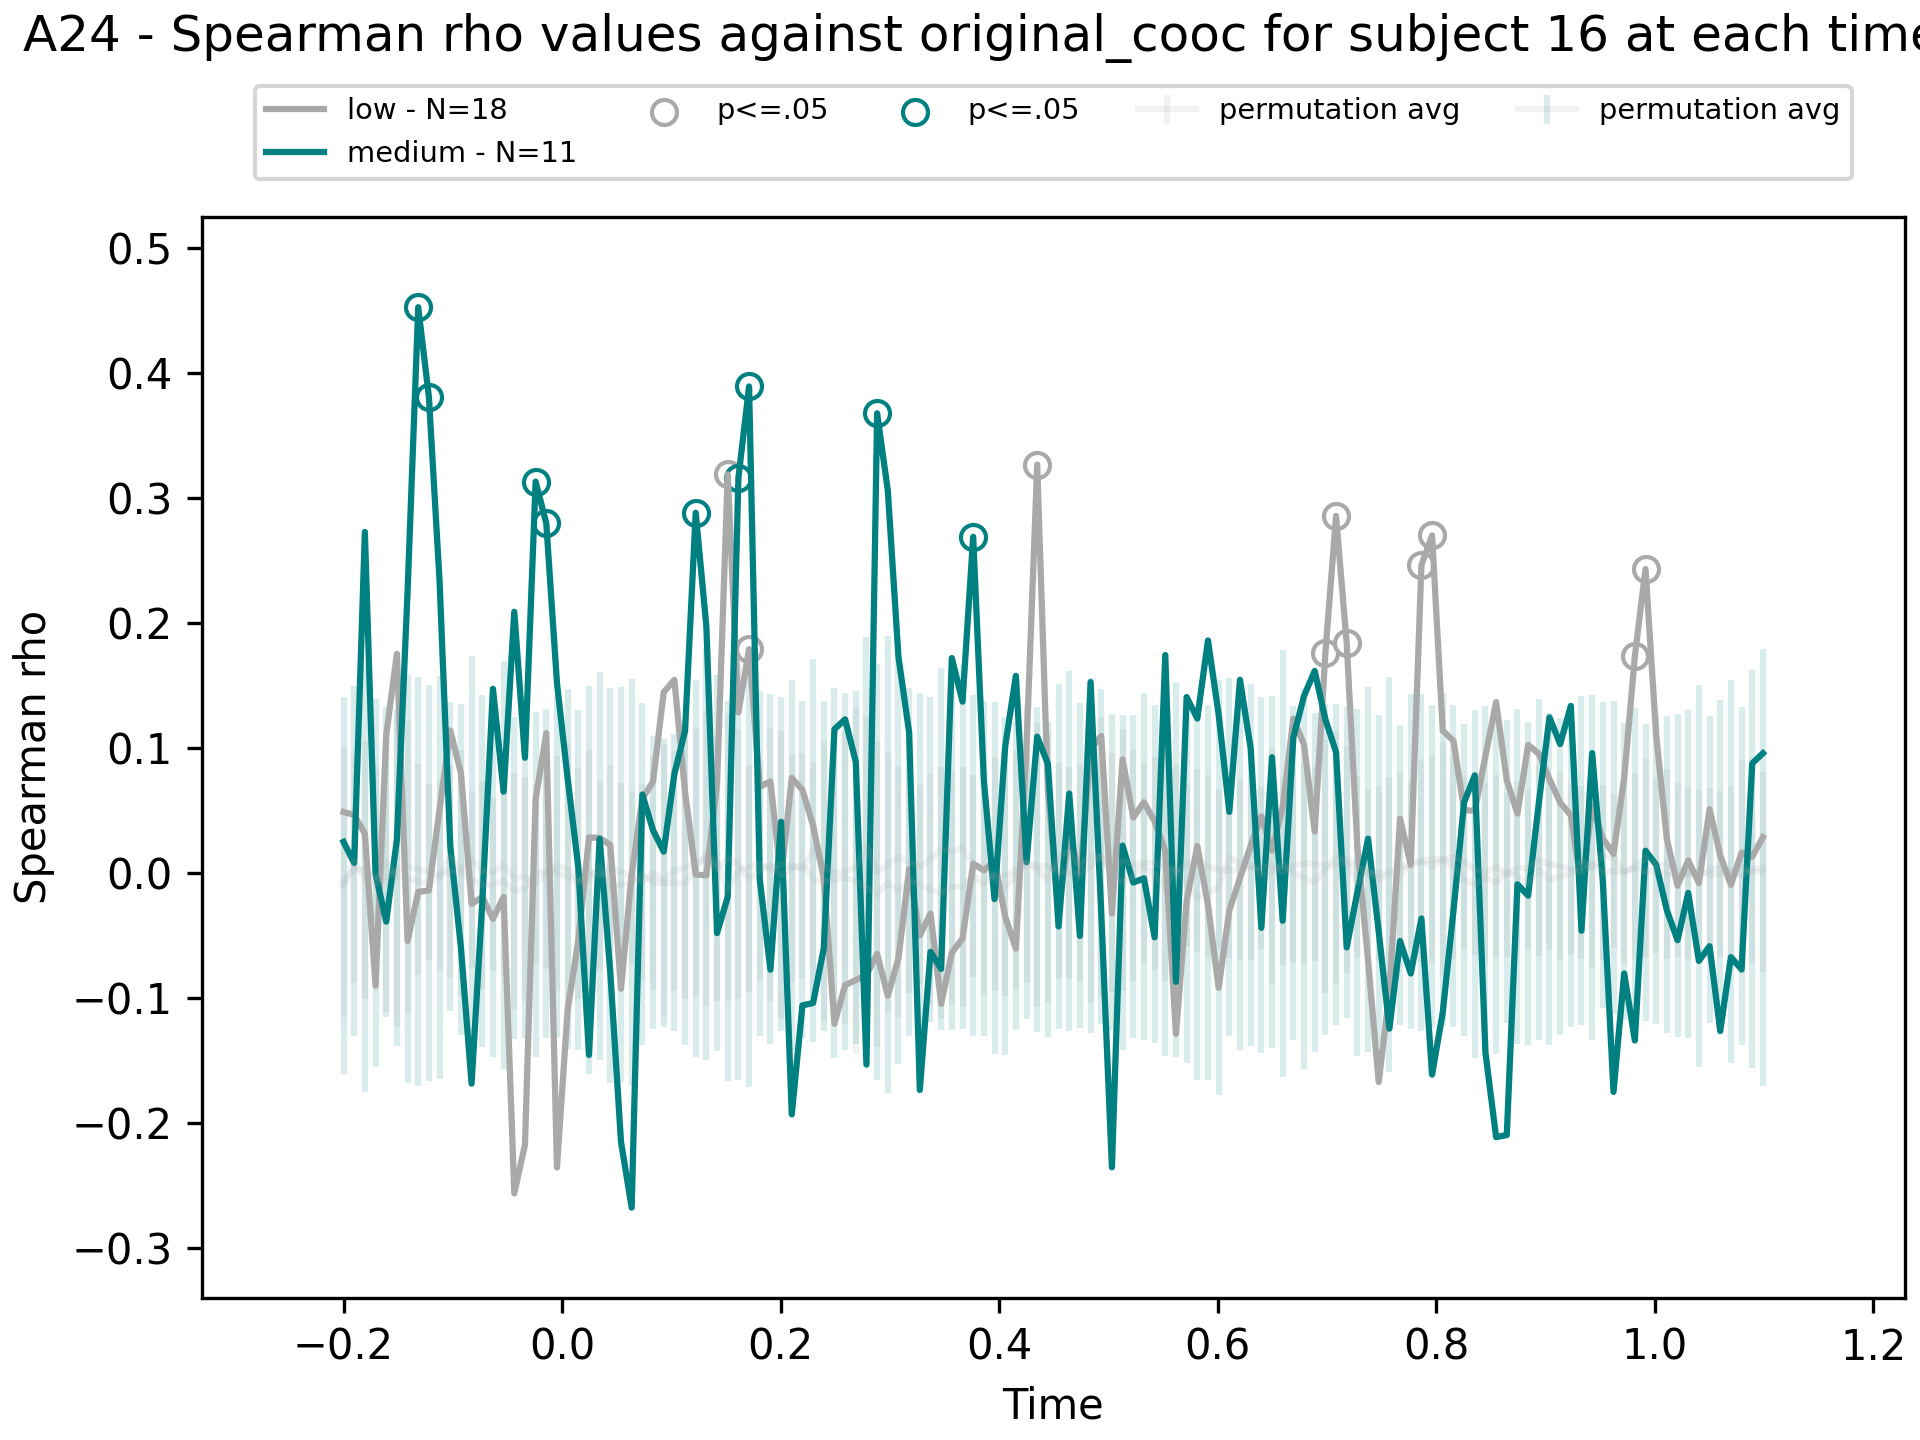 A24 - Spearman rho values against original_cooc for subject 16 at each time
low - N=18
medium - N=11
p<=.05
p<=.05
permutation avg
permutation avg
Spearman rho
0.5
0.4
0.3
0.2
0.1
0.0
−0.1
−0.2
−0.3
−0.2 0.0 0.2 0.4 0.6 0.8 1.0 1.2
Time